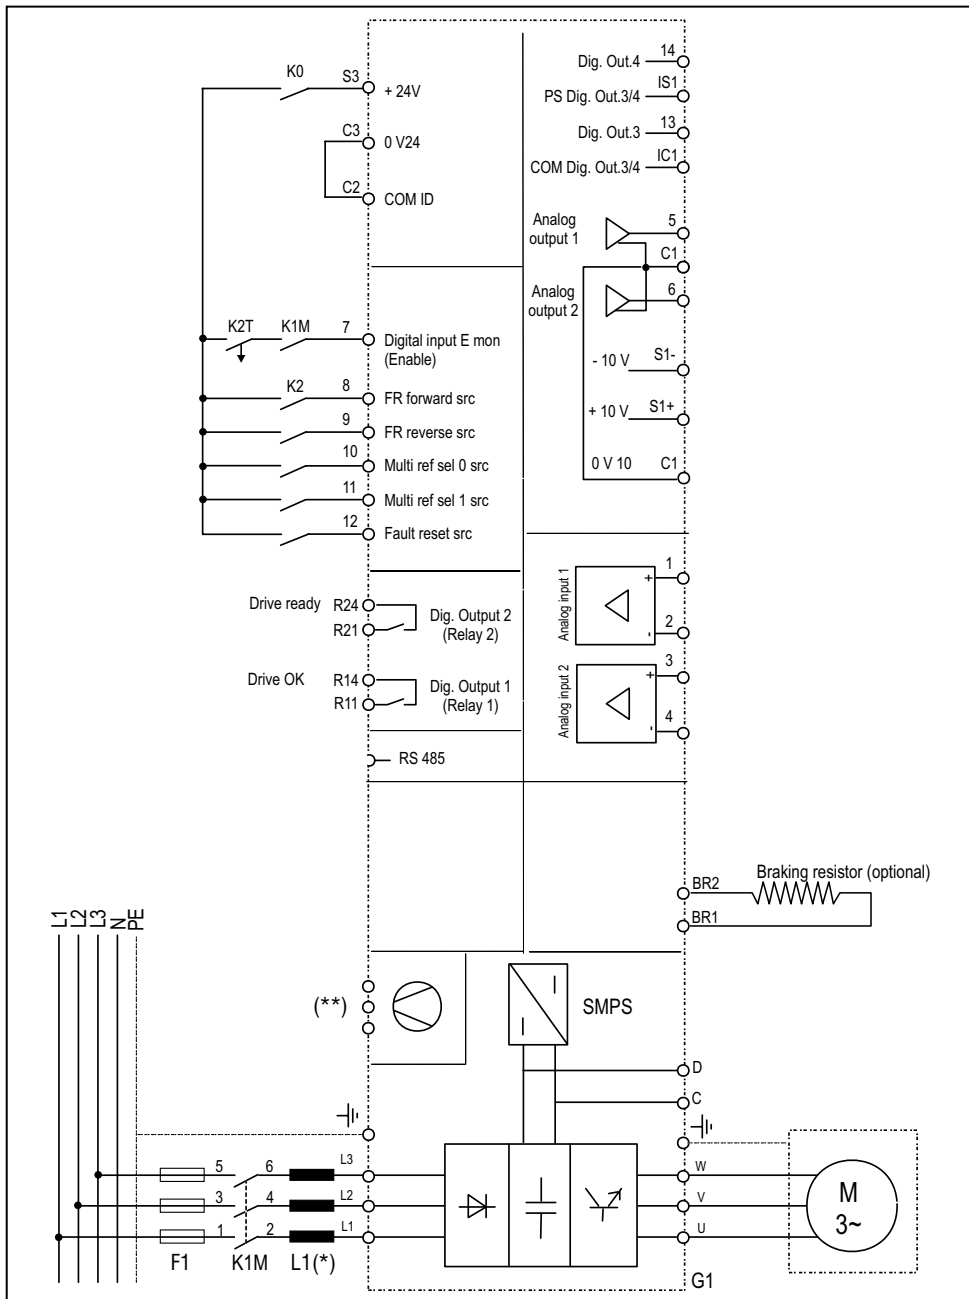 K0
S3
+ 24V
C3
0 V24
C2
COM ID
K2T
K1M
7
Digital input E mon
(Enable)
K2
8
FR forward src
9
FR reverse src
10
Multi ref sel 0 src
11
Multi ref sel 1 src
12
Fault reset src
Drive ready
R24
R21
Dig. Output 2
(Relay 2)
Drive OK
R14
R11
Dig. Output 1
(Relay 1)
RS 485
Dig. Out.4
14
PS Dig. Out.3/4
IS1
Dig. Out.3
13
COM Dig. Out.3/4
IC1
Analog
output 1
5
C1
Analog
output 2
6
- 10 V
S1-
+ 10 V
S1+
0 V 10
C1
Analog input 1
+
-
1
2
Analog input 2
+
-
3
4
Braking resistor (optional)
BR2
BR1
L1
L2
L3
N
PE
(**)
SMPS
D
C
5
6
L3
W
3
4
L2
V
1
2
L1
U
F1
K1M
L1(*)
M
3~
G1